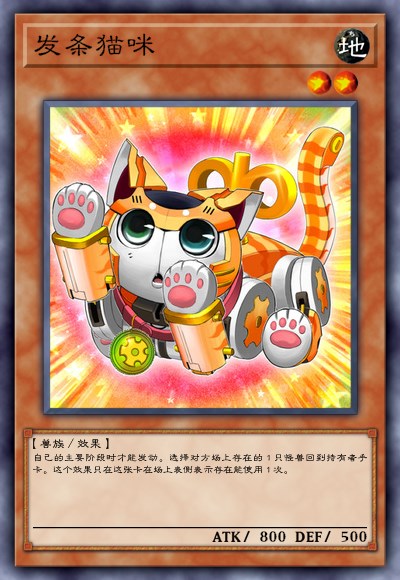 发条猫咪
地
【兽族／效果】
自己的主要阶段时才能发动。选择对方场上存在的1只怪兽回到持有者手
卡。这个效果只在这张卡在场上表侧表示存在能使用1次。
ATK/ 800 DEF/ 500